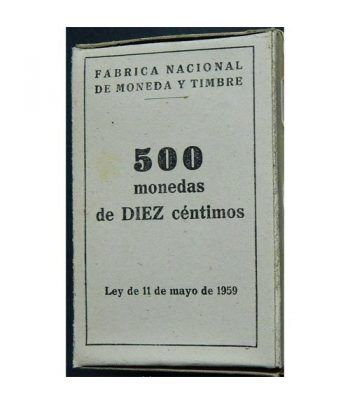 FABRICA NACIONAL
DE MONEDA Y TIMBRE
500
monedas
de DIEZ céntimos
Ley de 11 de mayo de 1959